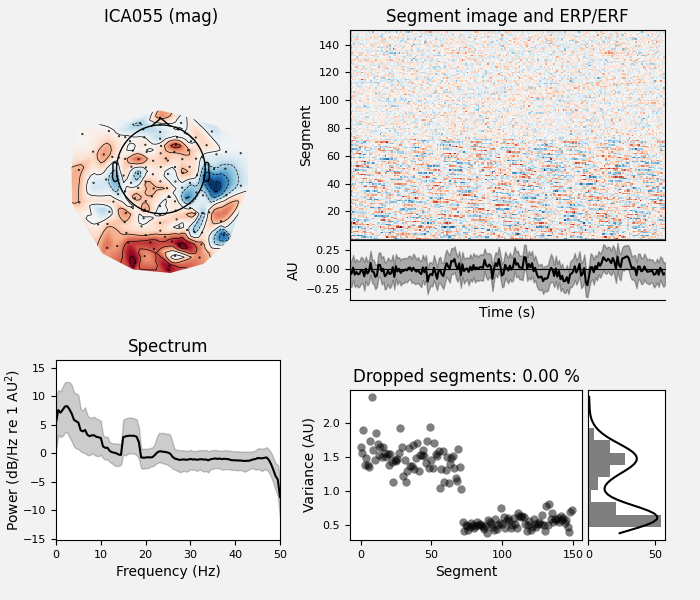 ICA055 (mag)
Segment image and ERP/ERF
140
120
100
80
60
40
20
Segment
0.25
0.00
−0.25
AU
Time (s)
Spectrum
15
10
5
0
−5
−10
−15
Power (dB/Hz re 1 AU²)
0 10 20 30 40 50
Frequency (Hz)
Dropped segments: 0.00 %
2.0
1.5
1.0
0.5
Variance (AU)
0 50 100 150
Segment
0 50